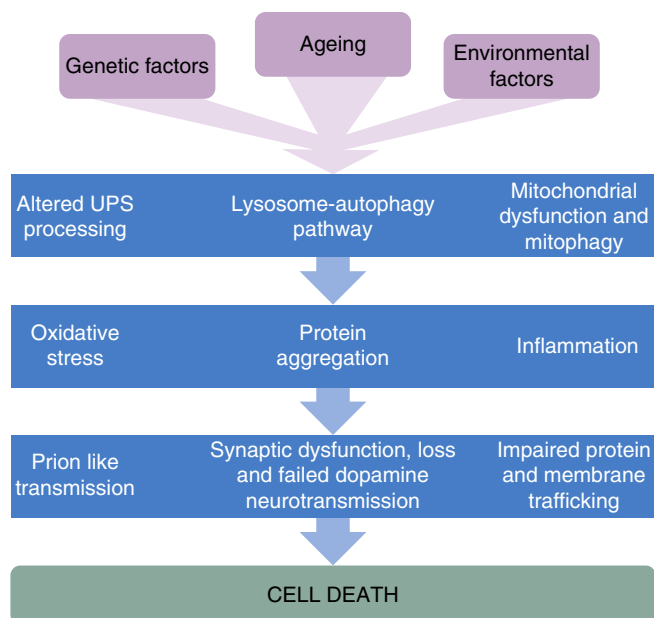 Genetic factors
Ageing
Environmental
factors
Altered UPS
processing
Lysosome-autophagy
pathway
Mitochondrial
dysfunction and
mitophagy
Oxidative
stress
Protein
aggregation
Inflammation
Prion like
transmission
Synaptic dysfunction, loss
and failed dopamine
neurotransmission
Impaired protein
and membrane
trafficking
CELL DEATH